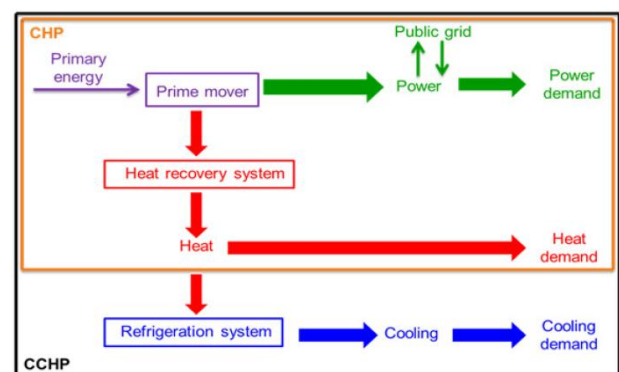 CHP
Public grid
Primary
energy
Prime mover
Power
Power
demand
Heat recovery system
Heat
Heat
demand
Refrigeration system
Cooling
Cooling
demand
CCHP